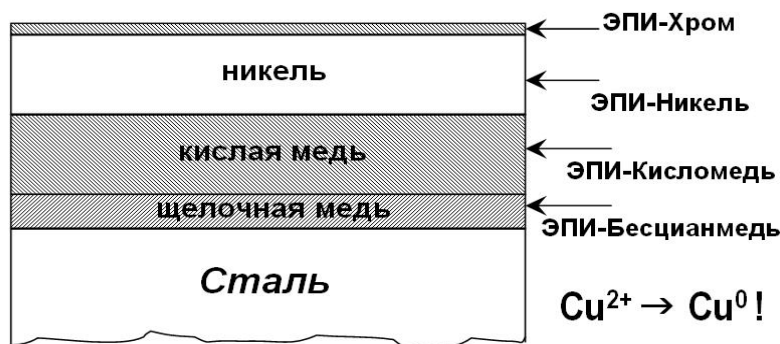 ЭПИ-Хром
никель
ЭПИ-Никель
кислая медь
ЭПИ-Кисломедь
щелочная медь
ЭПИ-Бесцианмедь
Сталь
Cu²⁺ → Cu⁰ !